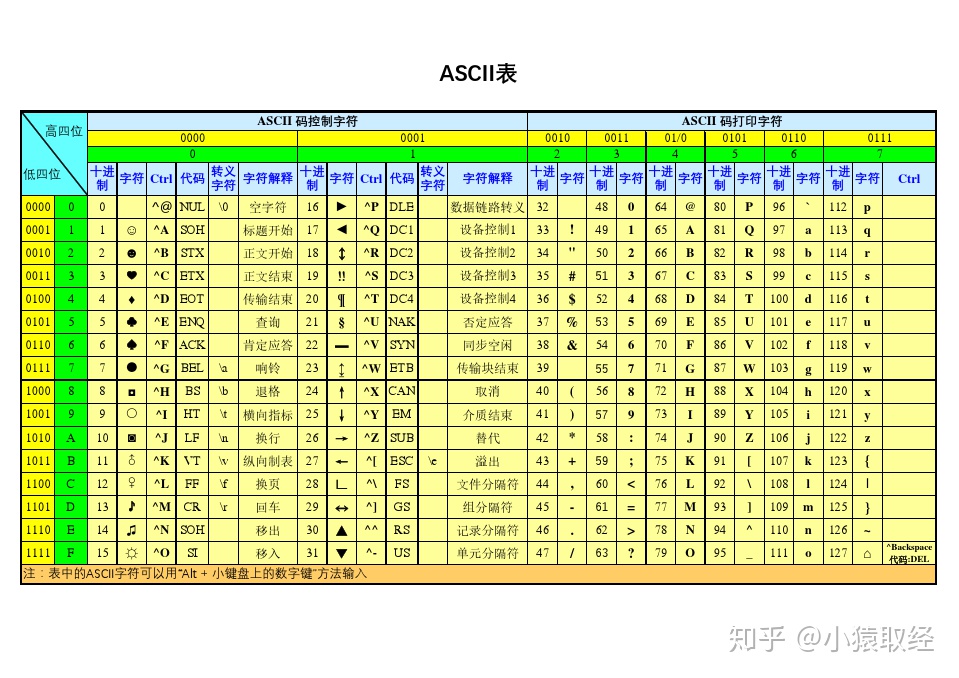 ASCII表
高四位
低四位
ASCII 码控制字符 ASCII 码打印字符
0000 0001 0010 0011 01/0 0101 0110 0111
0 1 2 3 4 5 6 7
十进制 字符 Ctrl 代码 转义字符 字符解释 十进制 字符 Ctrl 代码 转义字符 字符解释 十进制 字符 十进制 字符 十进制 字符 十进制 字符 十进制 字符 十进制 字符 Ctrl
0000 0 0 ^@ NUL \0 空字符 16 ► ^P DLE 数据链路转义 32 48 0 64 @ 80 P 96 ` 112 p
0001 1 1 ☺ ^A SOH 标题开始 17 ◄ ^Q DC1 设备控制1 33 ! 49 1 65 A 81 Q 97 a 113 q
0010 2 2 ☻ ^B STX 正文开始 18 ↕ ^R DC2 设备控制2 34 " 50 2 66 B 82 R 98 b 114 r
0011 3 3 ♥ ^C ETX 正文结束 19 ‼ ^S DC3 设备控制3 35 # 51 3 67 C 83 S 99 c 115 s
0100 4 4 ♦ ^D EOT 传输结束 20 ¶ ^T DC4 设备控制4 36 $ 52 4 68 D 84 T 100 d 116 t
0101 5 5 ♣ ^E ENQ 查询 21 § ^U NAK 否定应答 37 % 53 5 69 E 85 U 101 e 117 u
0110 6 6 ♠ ^F ACK 肯定应答 22 ▬ ^V SYN 同步空闲 38 & 54 6 70 F 86 V 102 f 118 v
0111 7 7 ● ^G BEL \a 响铃 23 ↨ ^W ETB 传输块结束 39 55 7 71 G 87 W 103 g 119 w
1000 8 8 ◘ ^H BS \b 退格 24 ↑ ^X CAN 取消 40 ( 56 8 72 H 88 X 104 h 120 x
1001 9 9 ○ ^I HT \t 横向指标 25 ↓ ^Y EM 介质结束 41 ) 57 9 73 I 89 Y 105 i 121 y
1010 A 10 ◙ ^J LF \n 换行 26 → ^Z SUB 替代 42 * 58 : 74 J 90 Z 106 j 122 z
1011 B 11 ♂ ^K VT \v 纵向制表 27 ← ^[ ESC \e 溢出 43 + 59 ; 75 K 91 [ 107 k 123 {
1100 C 12 ♀ ^L FF \f 换页 28 ∟ ^\ FS 文件分隔符 44 , 60 < 76 L 92 \ 108 l 124 |
1101 D 13 ♪ ^M CR \r 回车 29 ↔ ^] GS 组分隔符 45 - 61 = 77 M 93 ] 109 m 125 }
1110 E 14 ♫ ^N SOH 移出 30 ▲ ^^ RS 记录分隔符 46 . 62 > 78 N 94 ^ 110 n 126 ~
1111 F 15 ☼ ^O SI 移入 31 ▼ ^- US 单元分隔符 47 / 63 ? 79 O 95 _ 111 o 127 ⌂ ^Backspace
代码:DEL
注：表中的ASCII字符可以用"Alt + 小键盘上的数字键"方法输入
知乎 @小猿取经